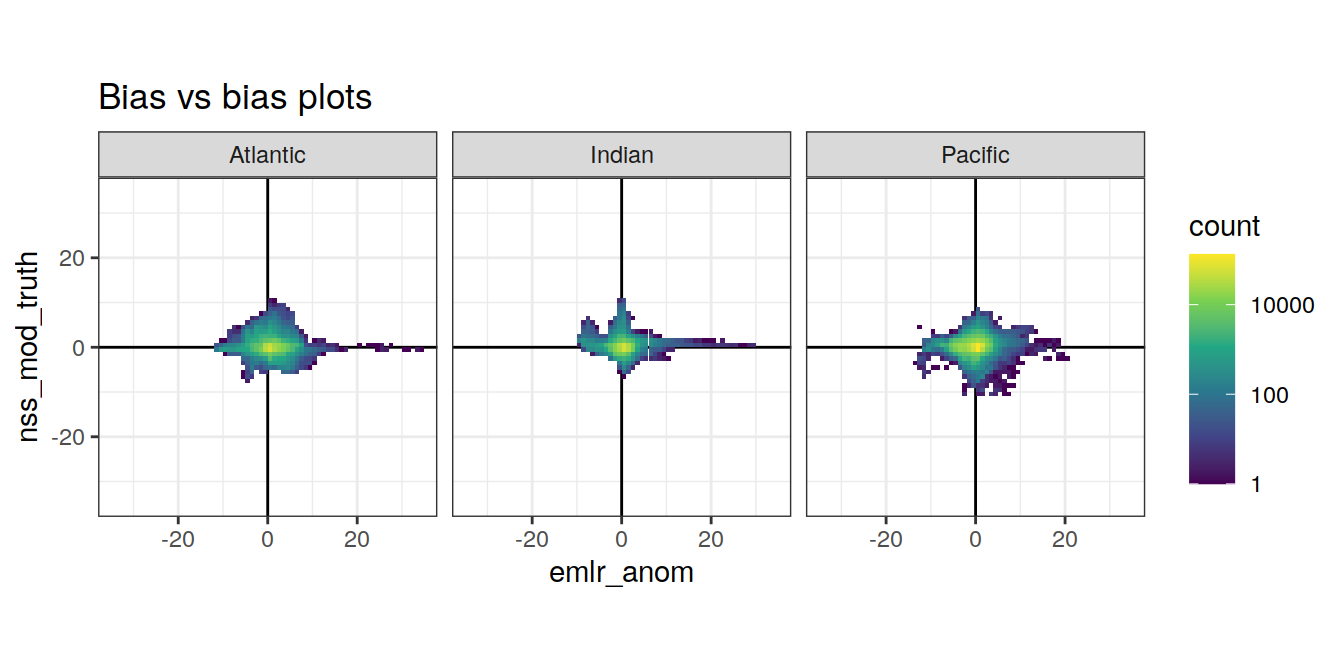 Bias vs bias plots
Atlantic Indian Pacific
count
20
0
-20
10000
100
1
nss_mod_truth
-20 0 20 -20 0 20 -20 0 20
emlr_anom